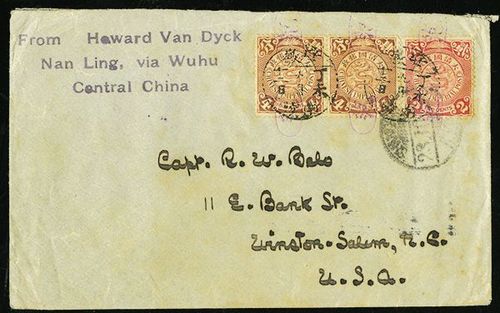 From Howard Van Dyck
Nan Ling, via Wuhu
Central China
Capt. R. W. Belo
11 E. Bank St.
Winston-Salem, N.C.
U.S.A.